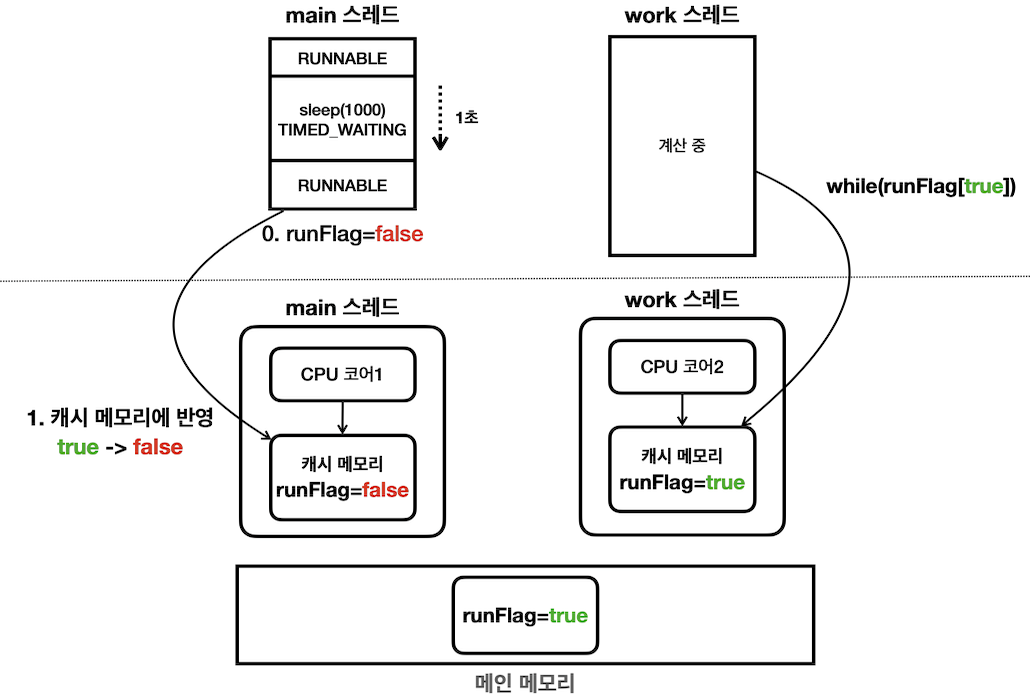 main 스레드
RUNNABLE
sleep(1000)
TIMED_WAITING
RUNNABLE
1초
0. runFlag=false
work 스레드
계산 중
while(runFlag[true])
main 스레드
CPU 코어1
캐시 메모리
runFlag=false
1. 캐시 메모리에 반영
true -> false
work 스레드
CPU 코어2
캐시 메모리
runFlag=true
runFlag=true
메인 메모리